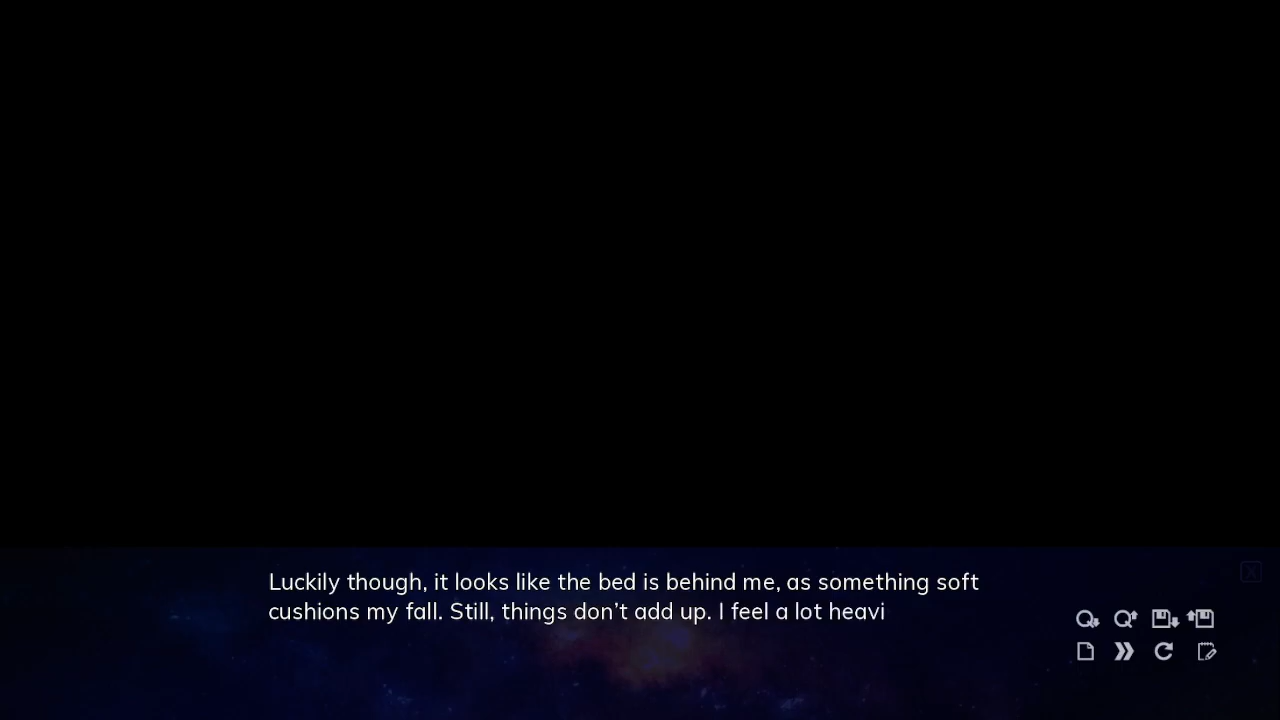 Luckily though, it looks like the bed is behind me, as something soft
cushions my fall. Still, things don't add up. I feel a lot heavi